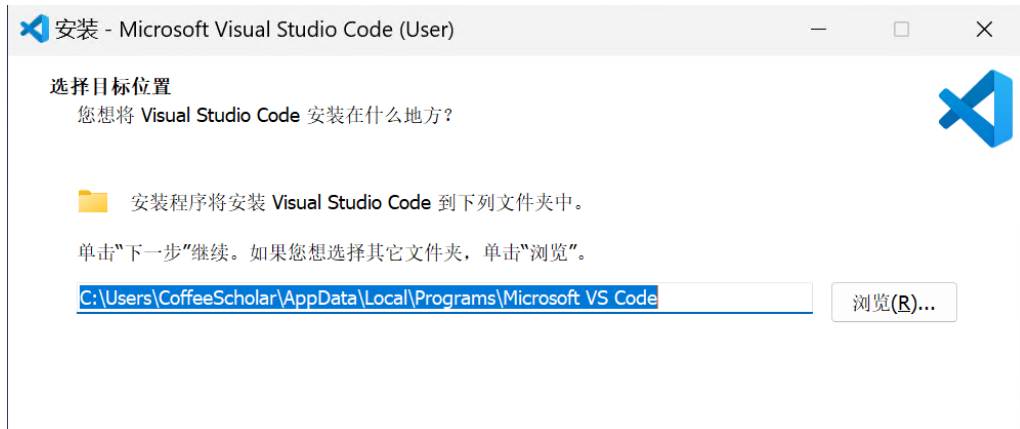 安装 - Microsoft Visual Studio Code (User)
选择目标位置
您想将 Visual Studio Code 安装在什么地方？
安装程序将安装 Visual Studio Code 到下列文件夹中。
单击“下一步”继续。如果您想选择其它文件夹，单击“浏览”。
C:\Users\CoffeeScholar\AppData\Local\Programs\Microsoft VS Code
浏览(R)...